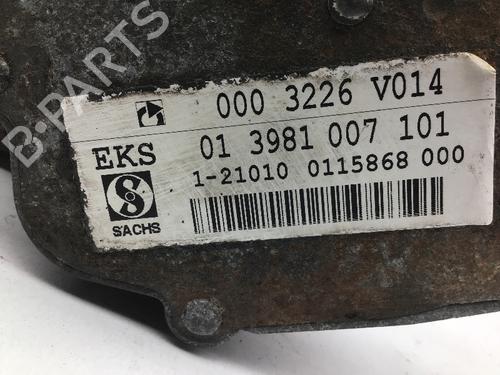 B-PARTS
000 3226 V014
EKS
01 3981 007 101
1-21010 0115868 000
S
SACHS